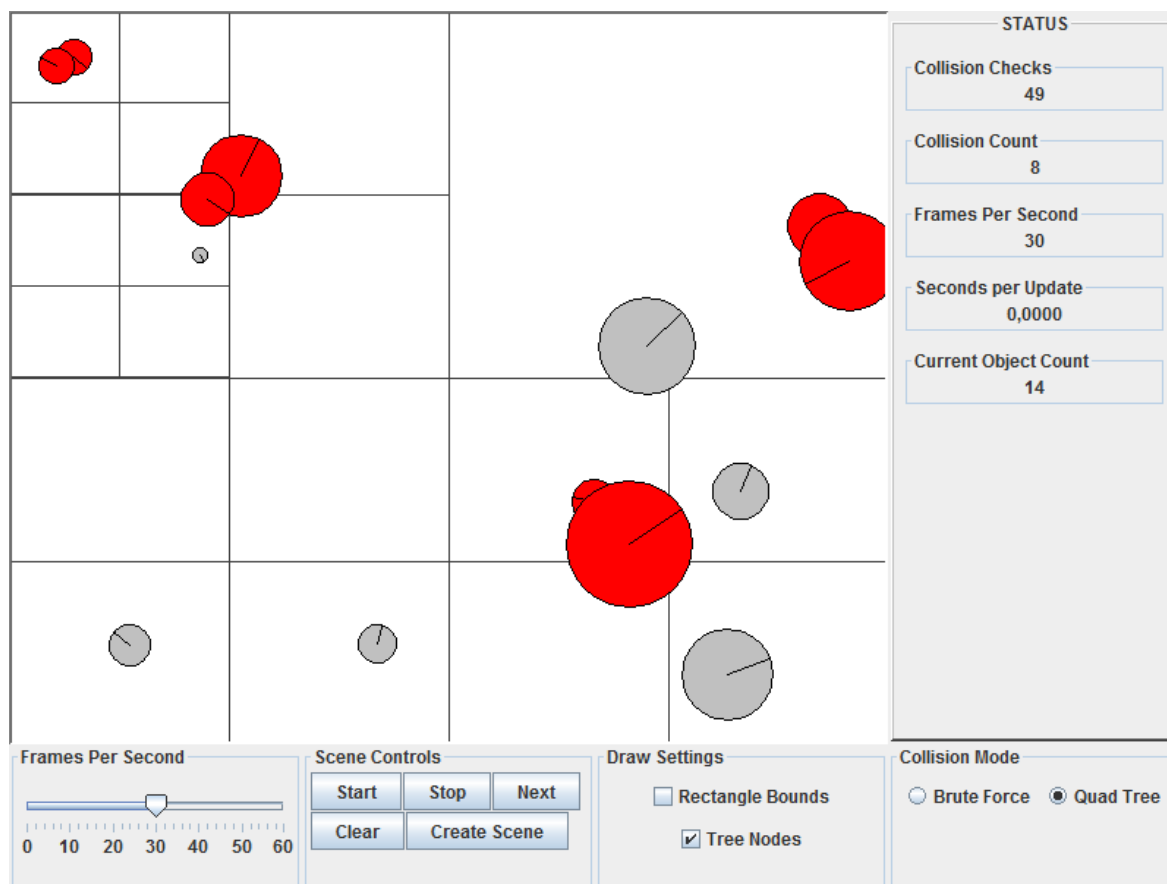 STATUS
Collision Checks
49
Collision Count
8
Frames Per Second
30
Seconds per Update
0,0000
Current Object Count
14
Frames Per Second
0 10 20 30 40 50 60
Scene Controls
Start Stop Next
Clear Create Scene
Draw Settings
Rectangle Bounds
Tree Nodes
Collision Mode
Brute Force Quad Tree